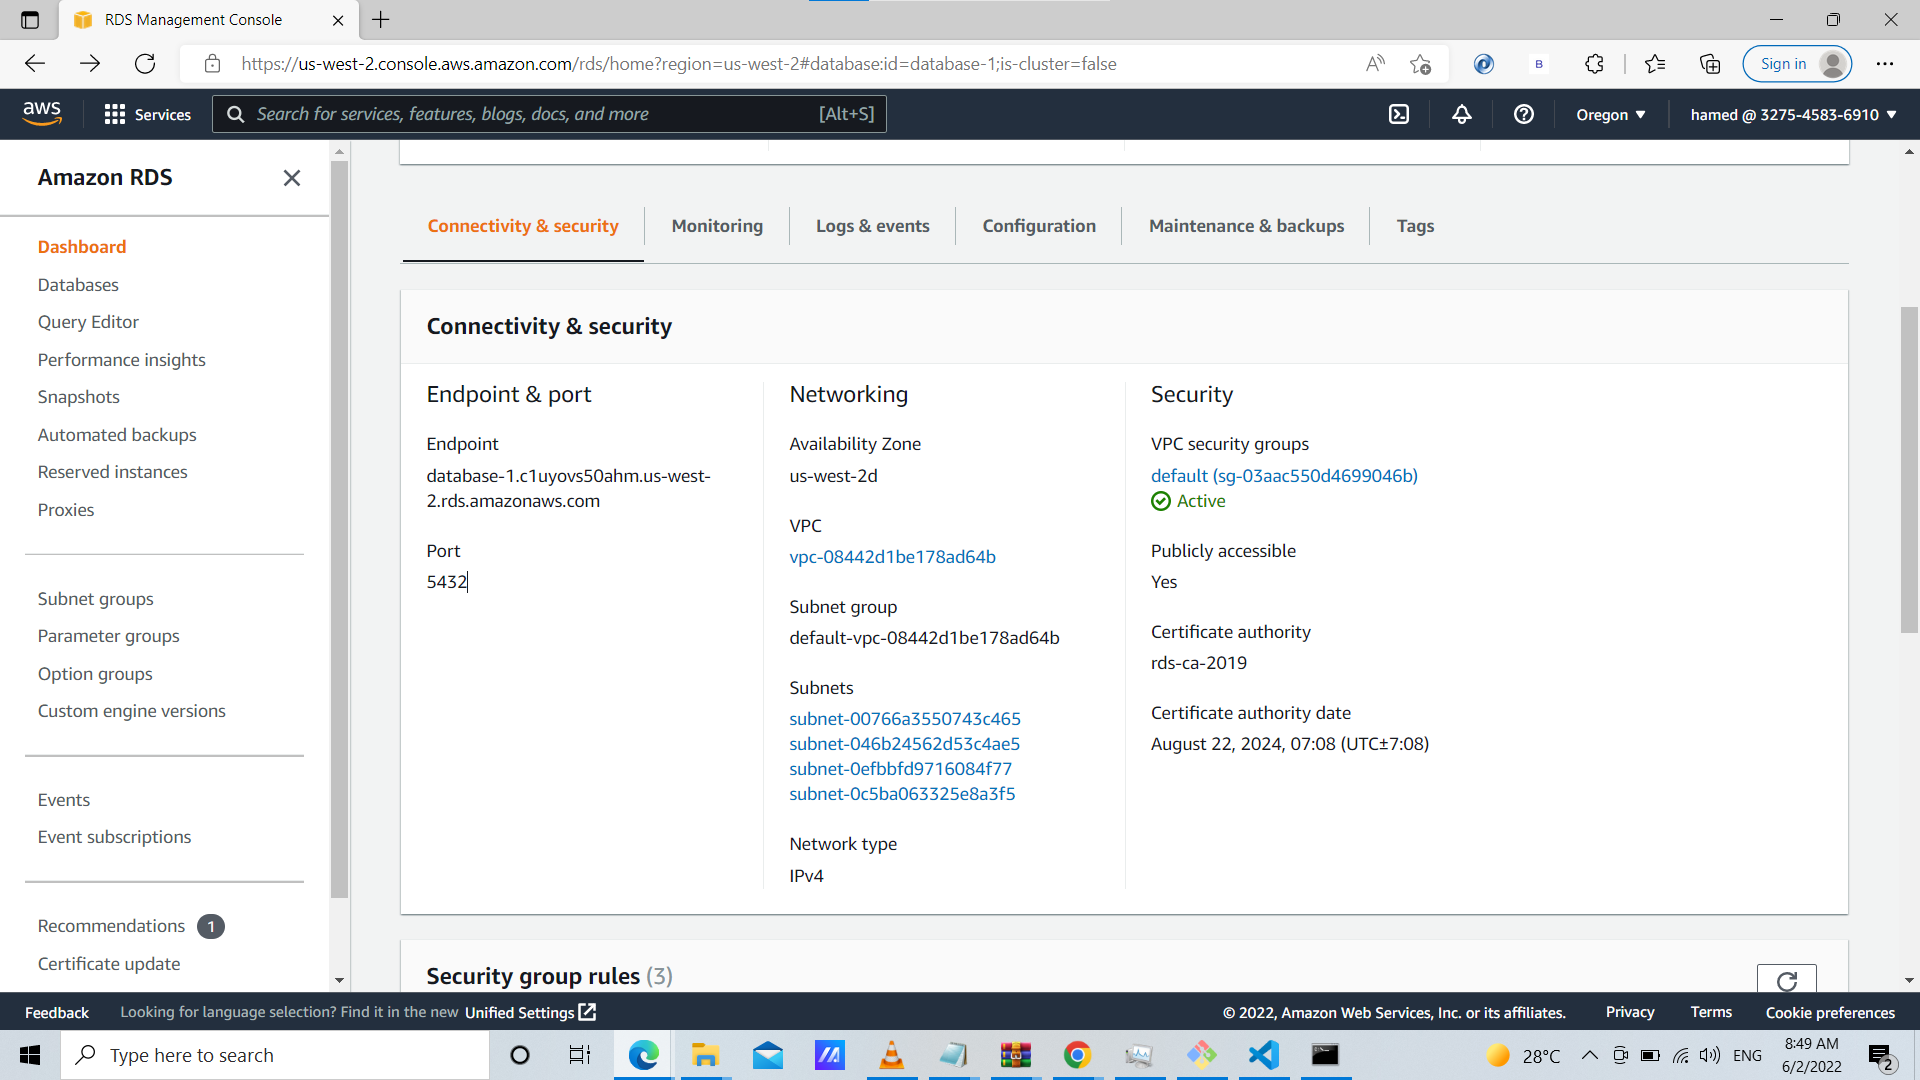 RDS Management Console
https://us-west-2.console.aws.amazon.com/rds/home?region=us-west-2#database:id=database-1;is-cluster=false
B
Sign in
aws
Services
Search for services, features, blogs, docs, and more
[Alt+S]
Oregon
hamed @ 3275-4583-6910
Amazon RDS
Dashboard
Databases
Query Editor
Performance insights
Snapshots
Automated backups
Reserved instances
Proxies
Subnet groups
Parameter groups
Option groups
Custom engine versions
Events
Event subscriptions
Recommendations 1
Certificate update
Connectivity & security
Monitoring
Logs & events
Configuration
Maintenance & backups
Tags
Connectivity & security
Endpoint & port
Endpoint
database-1.c1uyovs50ahm.us-west-
2.rds.amazonaws.com
Port
5432
Networking
Availability Zone
us-west-2d
VPC
vpc-08442d1be178ad64b
Subnet group
default-vpc-08442d1be178ad64b
Subnets
subnet-00766a3550743c465
subnet-046b24562d53c4ae5
subnet-0efbbfd9716084f77
subnet-0c5ba063325e8a3f5
Network type
IPv4
Security
VPC security groups
default (sg-03aac550d4699046b)
Active
Publicly accessible
Yes
Certificate authority
rds-ca-2019
Certificate authority date
August 22, 2024, 07:08 (UTC±7:08)
Security group rules (3)
Feedback
Looking for language selection? Find it in the new Unified Settings
© 2022, Amazon Web Services, Inc. or its affiliates.
Privacy
Terms
Cookie preferences
Type here to search
28°C
ENG
8:49 AM
6/2/2022
2